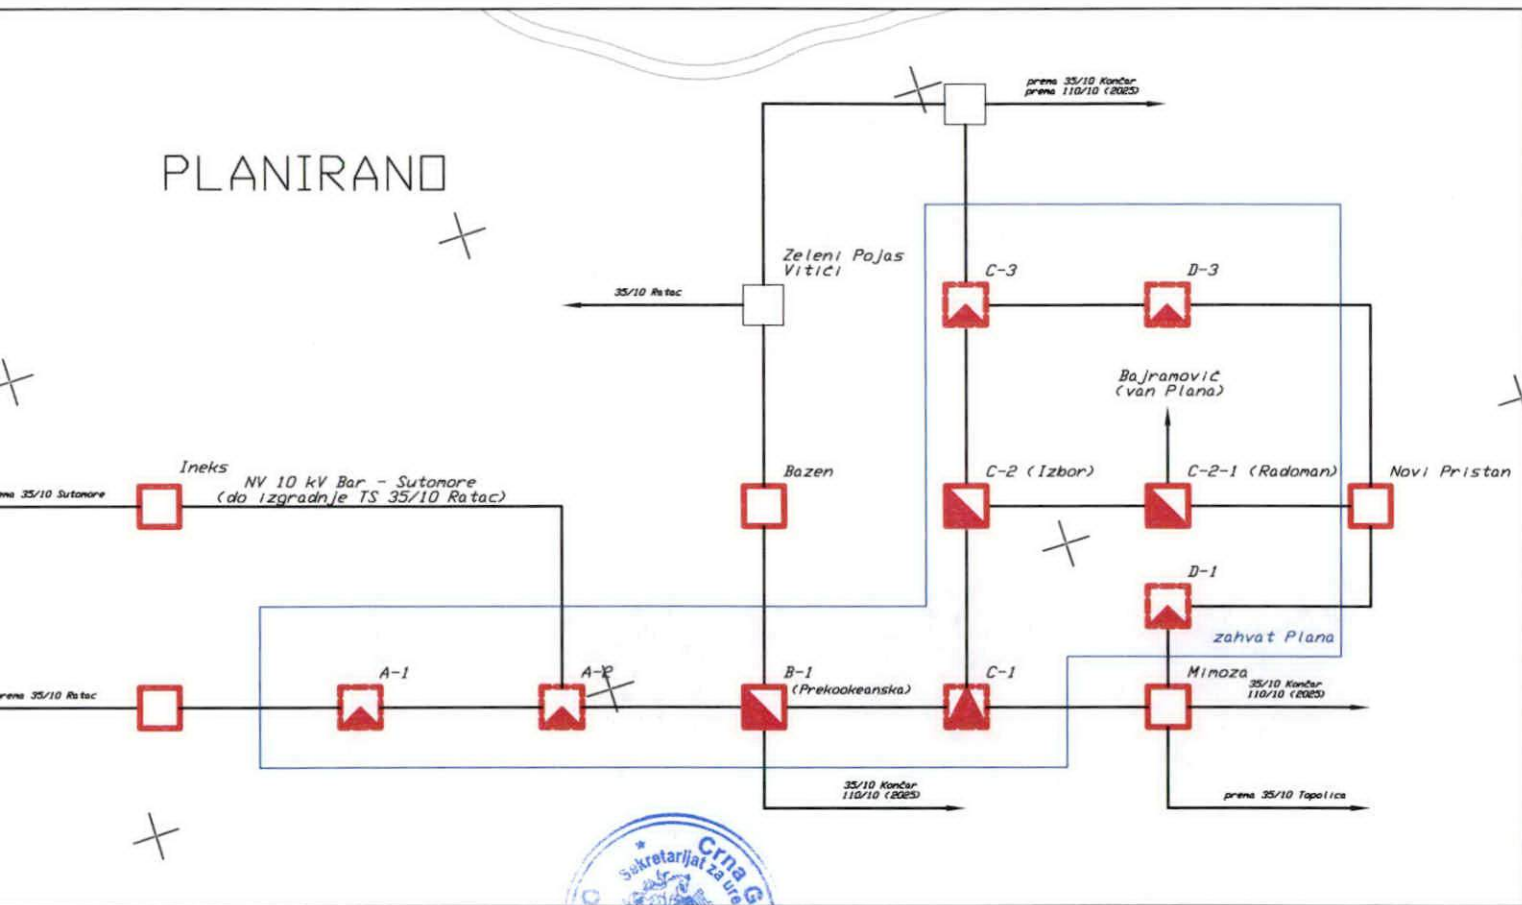 prema 35/10 Končar
prema 110/10 (2025)
PLANIRANO
Zeleni Pojas
Vitići
C-3
D-3
35/10 Ratac
Bajramović
(van Plana)
Ineks
NV 10 kV Bar - Sutomore
(do izgradnje TS 35/10 Ratac)
ema 35/10 Sutomore
Bazen
C-2 (Izbor)
C-2-1 (Radoman)
Novi Pristan
D-1
zahvat Plana
rema 35/10 Ratac
A-1
A-2
B-1
(Prekookeanska)
C-1
Mimoza
35/10 Končar
110/10 (2025)
35/10 Končar
110/10 (2025)
prema 35/10 Topolica
Crna G
Sekretarijat za ure